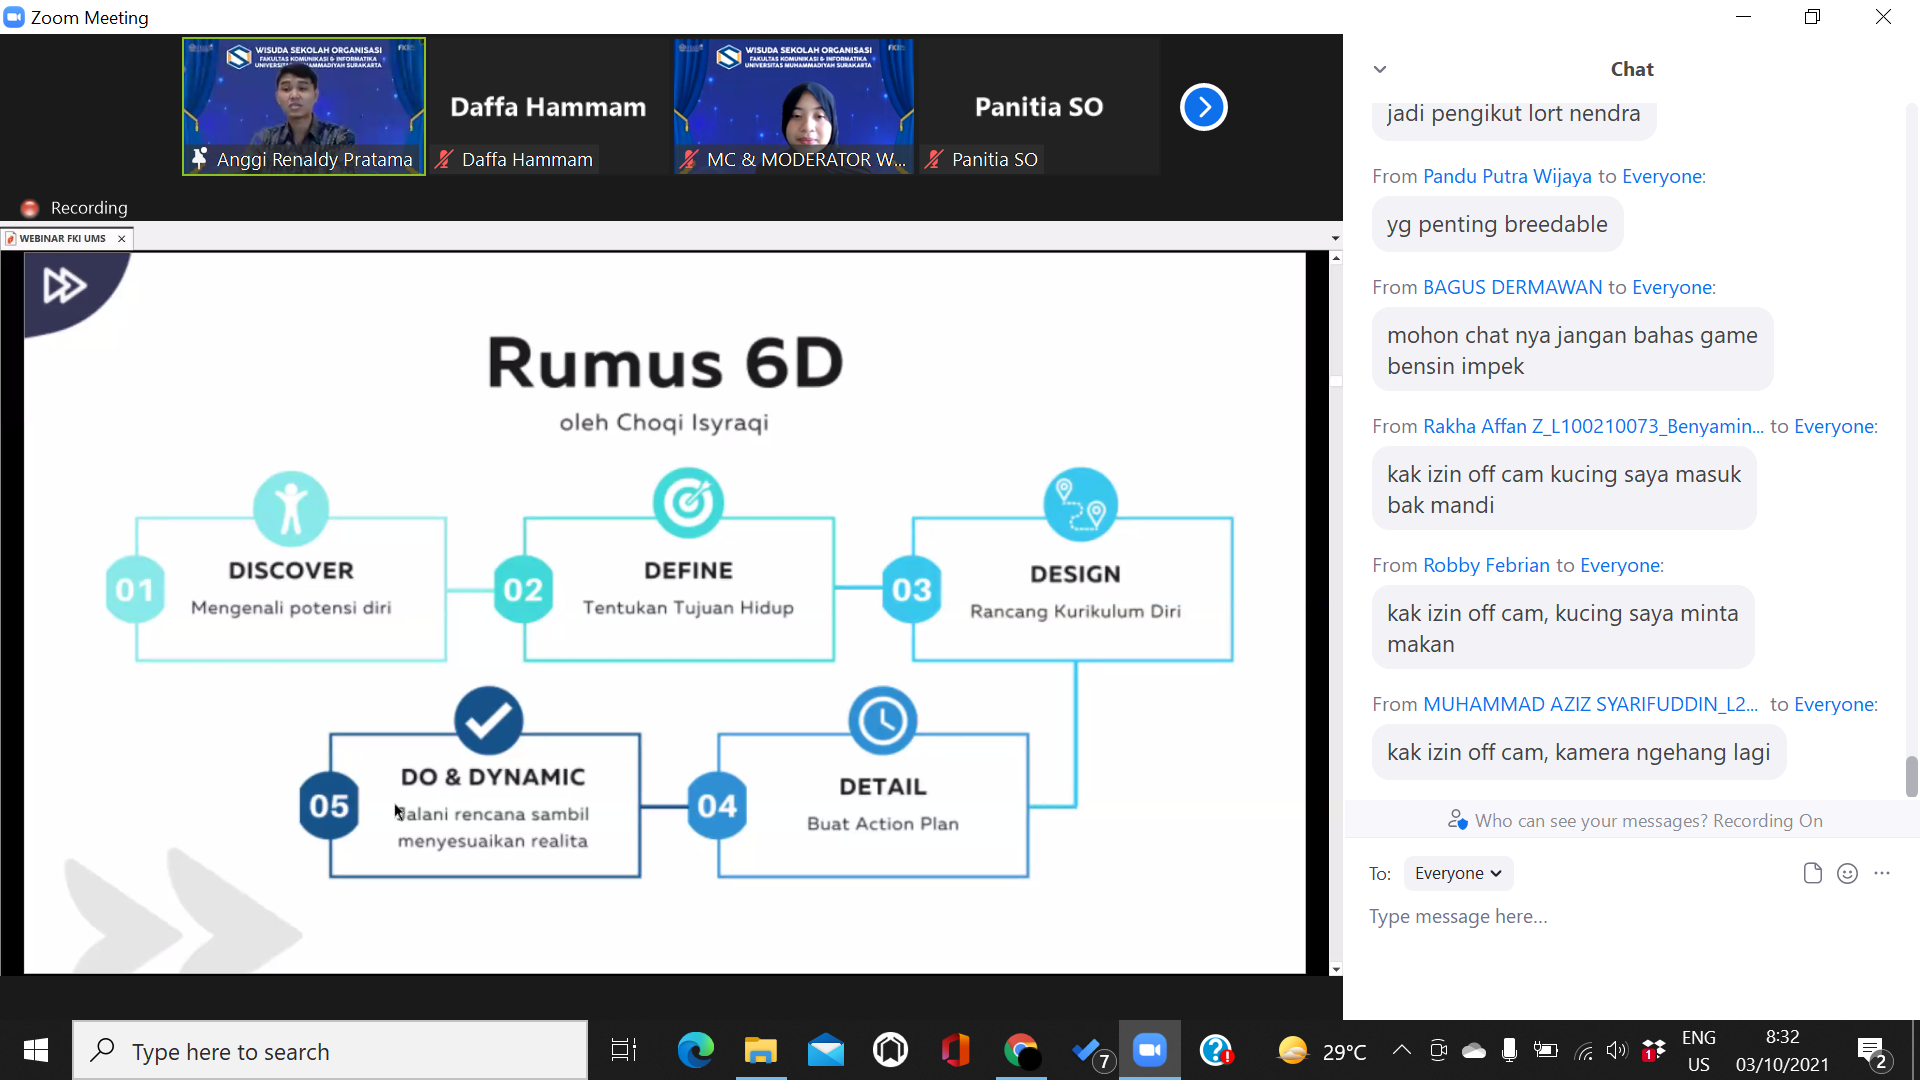 Zoom Meeting
WISUDA SEKOLAH ORGANISASI
FAKULTAS KOMUNIKASI & INFORMATIKA
UNIVERSITAS MUHAMMADIYAH SURAKARTA
Anggi Renaldy Pratama
Daffa Hammam
Daffa Hammam
WISUDA SEKOLAH ORGANISASI
FAKULTAS KOMUNIKASI & INFORMATIKA
UNIVERSITAS MUHAMMADIYAH SURAKARTA
MC & MODERATOR W...
Panitia SO
Panitia SO
Recording
WEBINAR FKI UMS
Rumus 6D
oleh Choqi Isyraqi
01
DISCOVER
Mengenali potensi diri
02
DEFINE
Tentukan Tujuan Hidup
03
DESIGN
Rancang Kurikulum Diri
05
DO & DYNAMIC
Jalani rencana sambil
menyesuaikan realita
04
DETAIL
Buat Action Plan
Chat
jadi pengikut lort nendra
From Pandu Putra Wijaya to Everyone:
yg penting breedable
From BAGUS DERMAWAN to Everyone:
mohon chat nya jangan bahas game
bensin impek
From Rakha Affan Z_L100210073_Benyamin... to Everyone:
kak izin off cam kucing saya masuk
bak mandi
From Robby Febrian to Everyone:
kak izin off cam, kucing saya minta
makan
From MUHAMMAD AZIZ SYARIFUDDIN_L2... to Everyone:
kak izin off cam, kamera ngehang lagi
Who can see your messages? Recording On
To: Everyone
Type message here...
Type here to search
7
29°C
1
ENG
US
8:32
03/10/2021
2